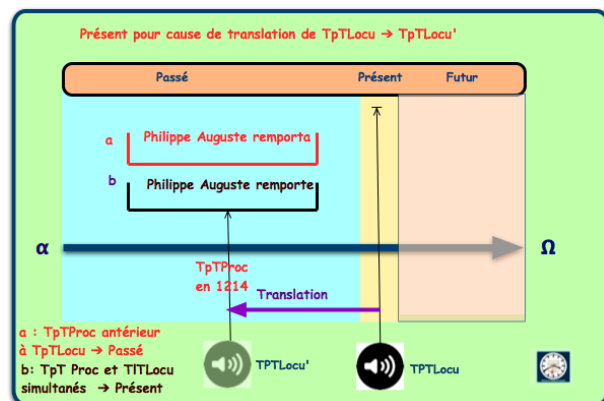 Présent pour cause de translation de TpTLocu → TpTLocu'
Passé Présent Futur
a Philippe Auguste remporta
b Philippe Auguste remporte
α Ω
TpTProc
en 1214
Translation
a : TpTProc antérieur
à TpTLocu → Passé
b: TpT Proc et TlTLocu
simultanés → Présent
TPTLocu' TPTLocu